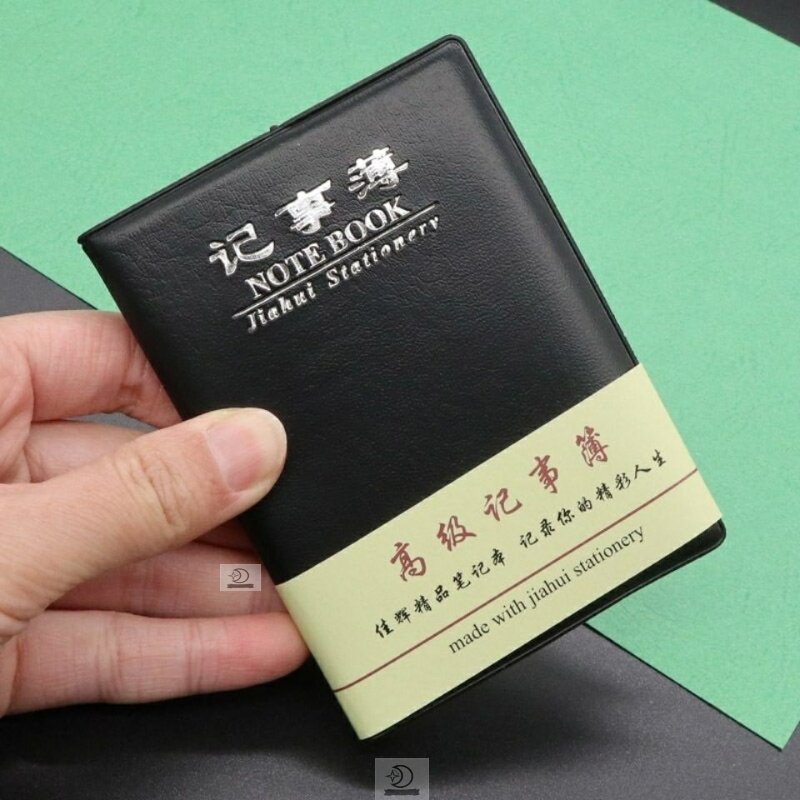 记事薄
NOTE BOOK
Jiahui Stationery
高级记事簿
佳辉精品笔记本 记录你的精彩人生
made with jiahui stationery